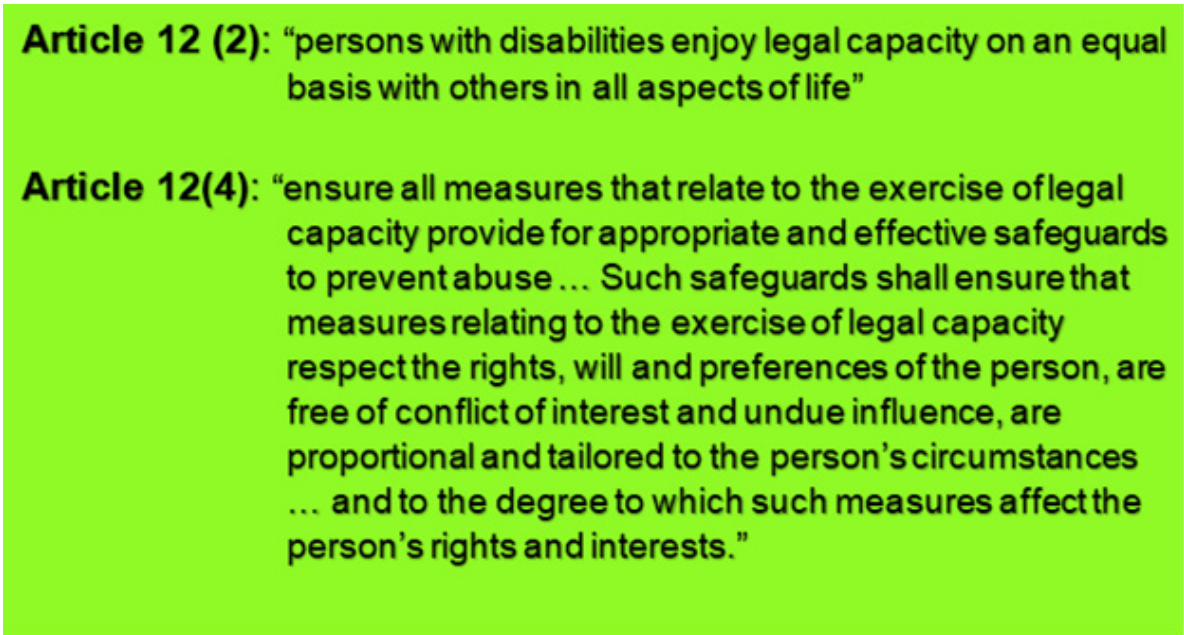 Article 12 (2): “persons with disabilities enjoy legal capacity on an equal
basis with others in all aspects of life”
Article 12(4): “ensure all measures that relate to the exercise of legal
capacity provide for appropriate and effective safeguards
to prevent abuse … Such safeguards shall ensure that
measures relating to the exercise of legal capacity
respect the rights, will and preferences of the person, are
free of conflict of interest and undue influence, are
proportional and tailored to the person’s circumstances
… and to the degree to which such measures affect the
person’s rights and interests.”